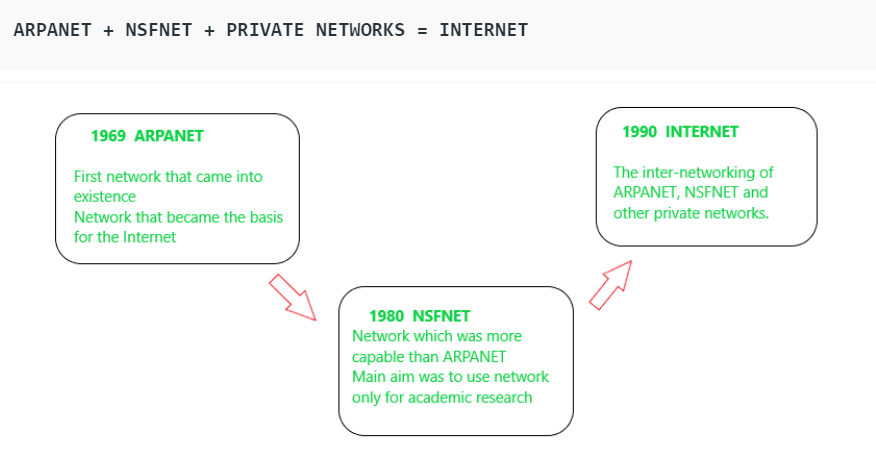 ARPANET + NSFNET + PRIVATE NETWORKS = INTERNET
1969 ARPANET
First network that came into
existence
Network that became the basis
for the Internet
1980 NSFNET
Network which was more
capable than ARPANET
Main aim was to use network
only for academic research
1990 INTERNET
The inter-networking of
ARPANET, NSFNET and
other private networks.